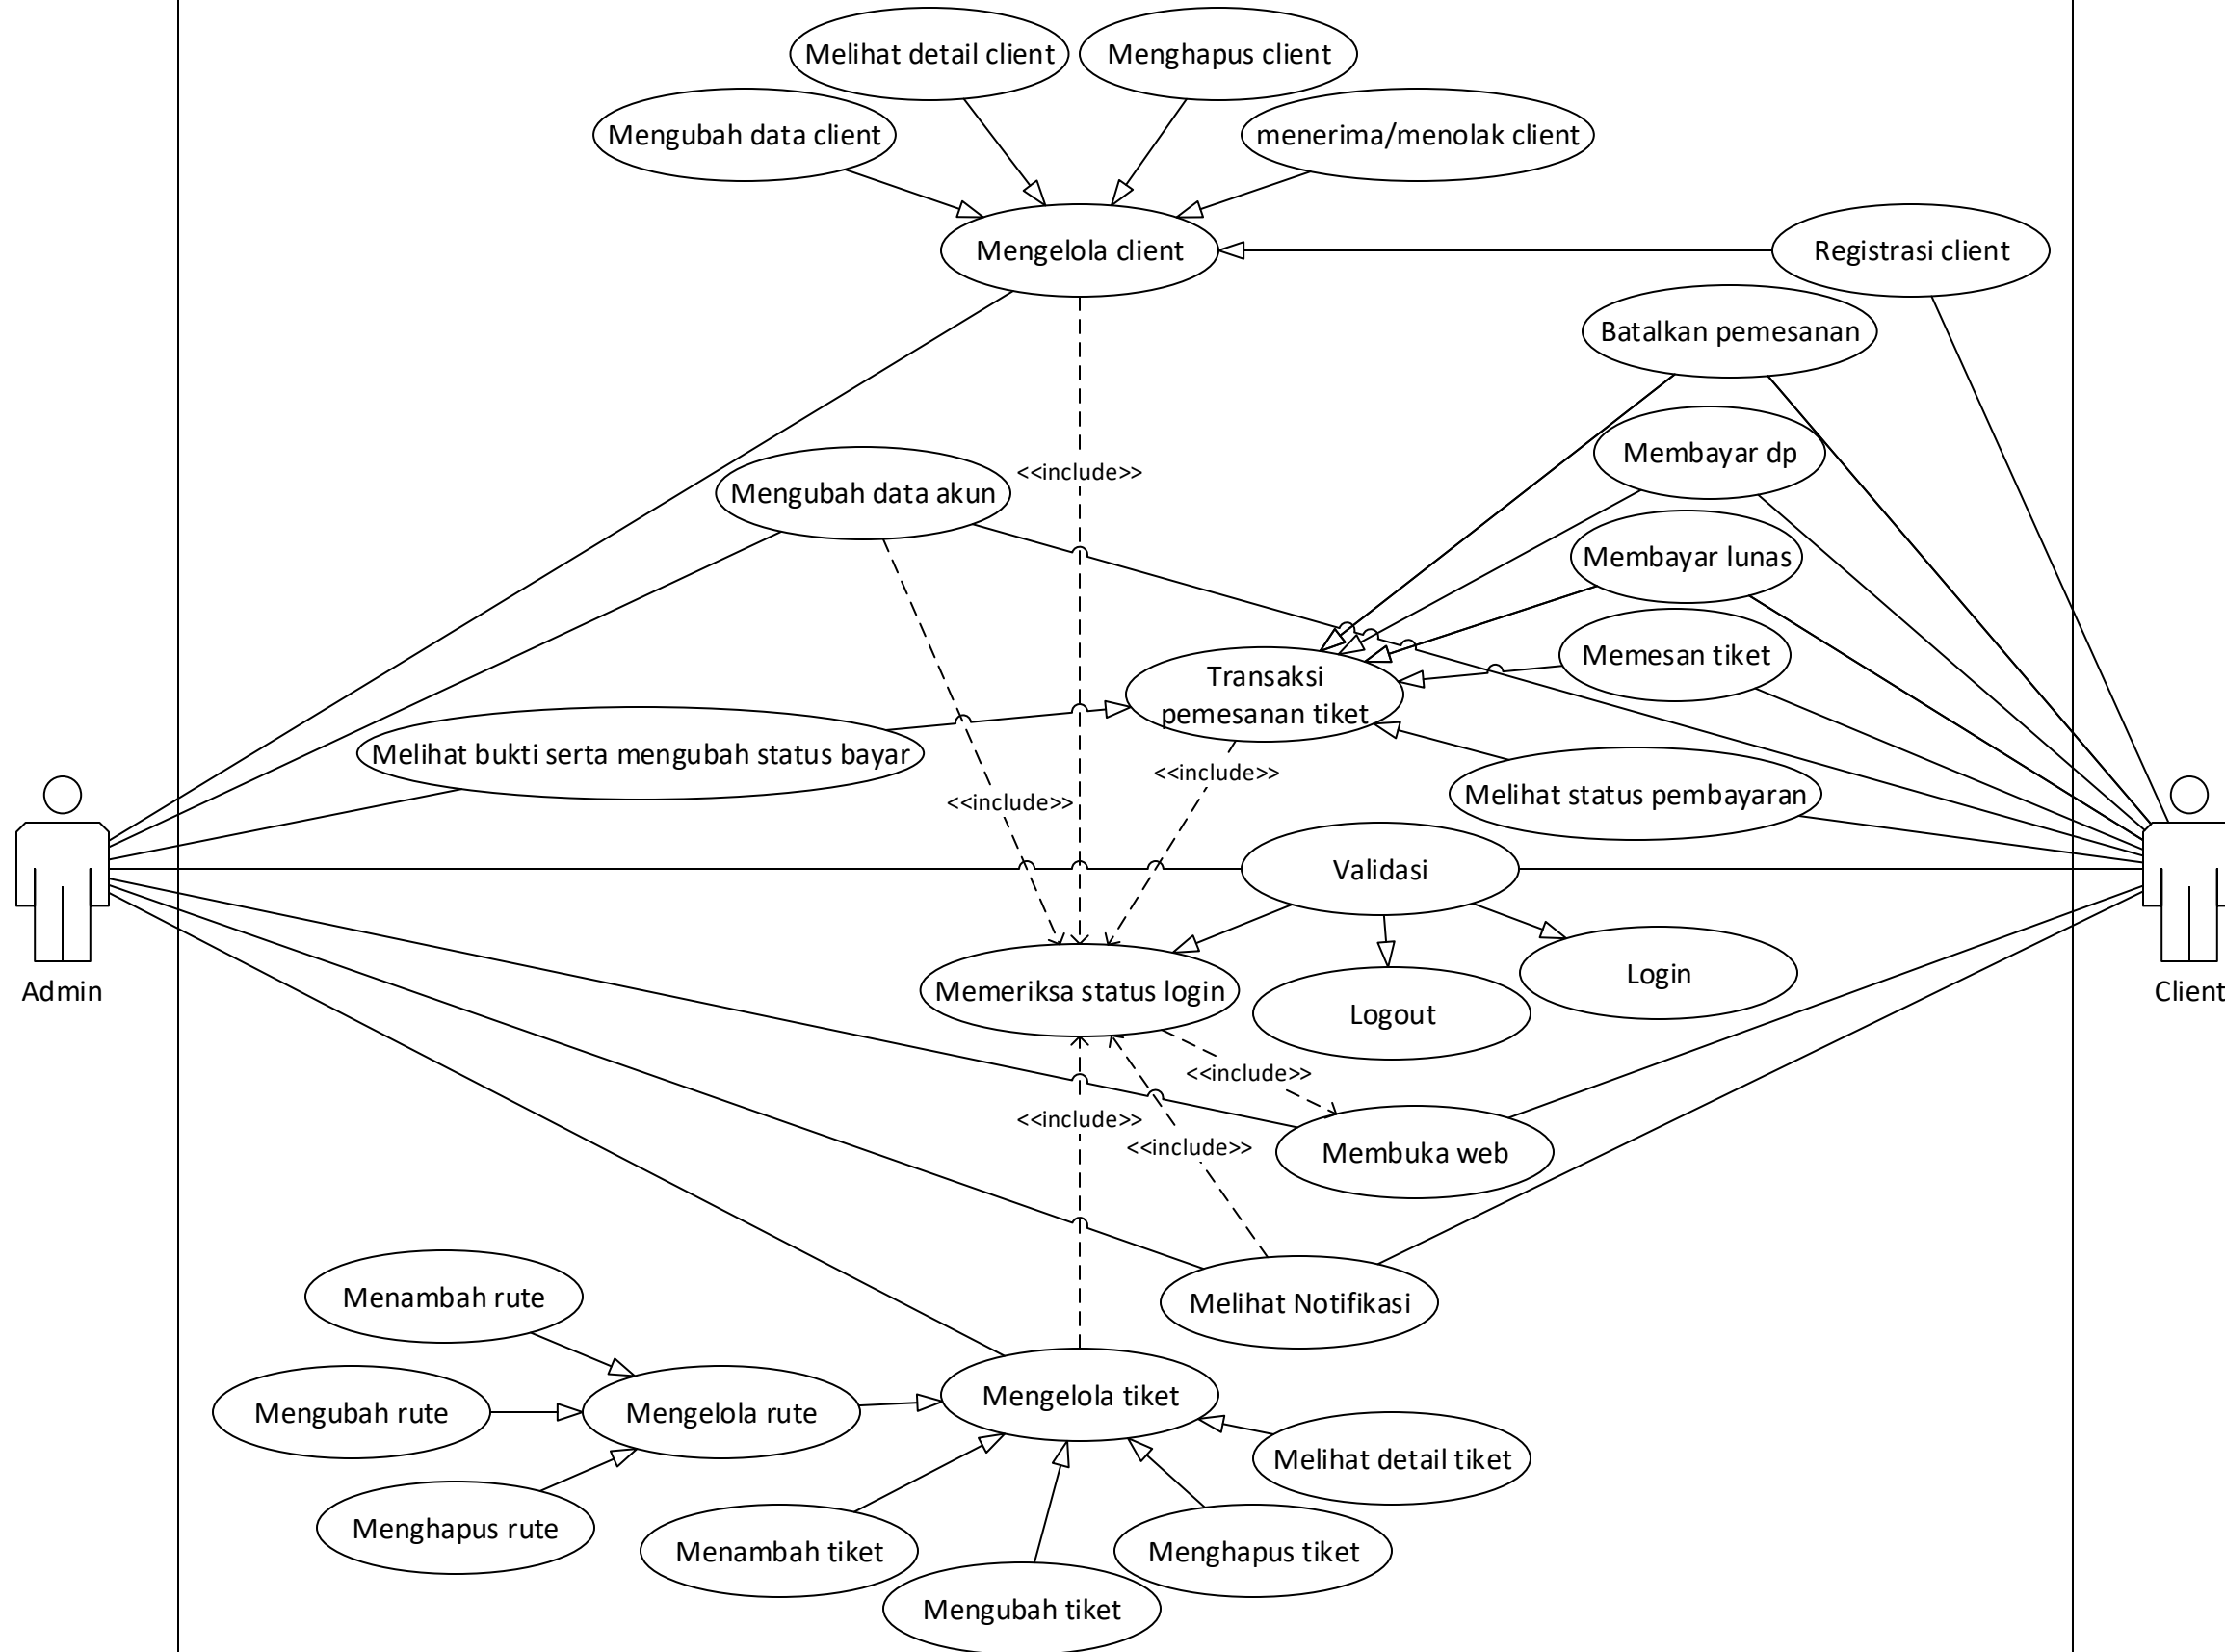 Melihat detail client
Menghapus client
Mengubah data client
menerima/menolak client
Mengelola client
Registrasi client
Batalkan pemesanan
Membayar dp
<<include>>
Mengubah data akun
Membayar lunas
Memesan tiket
Transaksi
pemesanan tiket
Melihat bukti serta mengubah status bayar
<<include>>
Melihat status pembayaran
<<include>>
Validasi
Admin
Client
Memeriksa status login
Login
Logout
<<include>>
<<include>>
<<include>>
Membuka web
Menambah rute
Melihat Notifikasi
Mengelola tiket
Mengubah rute
Mengelola rute
Melihat detail tiket
Menghapus rute
Menambah tiket
Menghapus tiket
Mengubah tiket